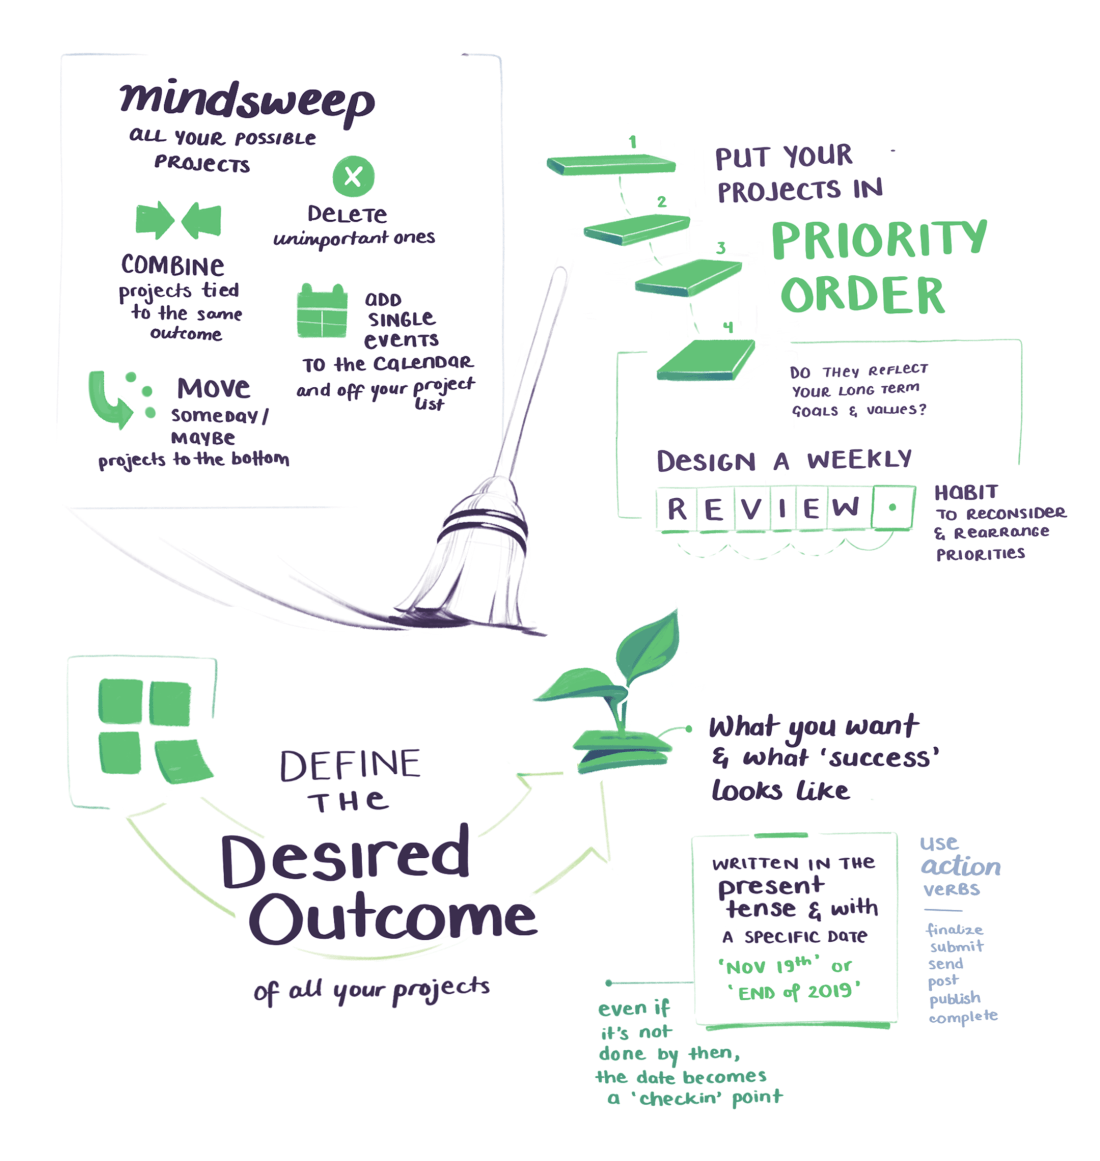 mindsweep
ALL YOUR POSSIBLE
PROJECTS
X
DELETE
unimportant ones
COMBINE
projects tied
to the same
outcome
ADD
SINGLE
EVENTS
TO the CALENDAR
and off your project
list
MOVE
SOMEDAY/
MAYBE
projects to the bottom
1
2
3
4
PUT YOUR
PROJECTS IN
PRIORITY
ORDER
DO THEY REFLECT
YOUR LONG TERM
GOALS & VALUES?
DESIGN A WEEKLY
REVIEW
HABIT
TO RECONSIDER
& REARRANGE
PRIORITIES
DEFINE
THE
Desired
Outcome
of all your projects
What you want
& what 'success'
looks like
WRITTEN IN THE
present
tense & with
A SPECIFIC DATE
'NOV 19th' or
'END of 2019'
use
action
VERBS
finalize
submit
send
post
publish
complete
even if
it's not
done by then,
the date becomes
a 'checkin' point